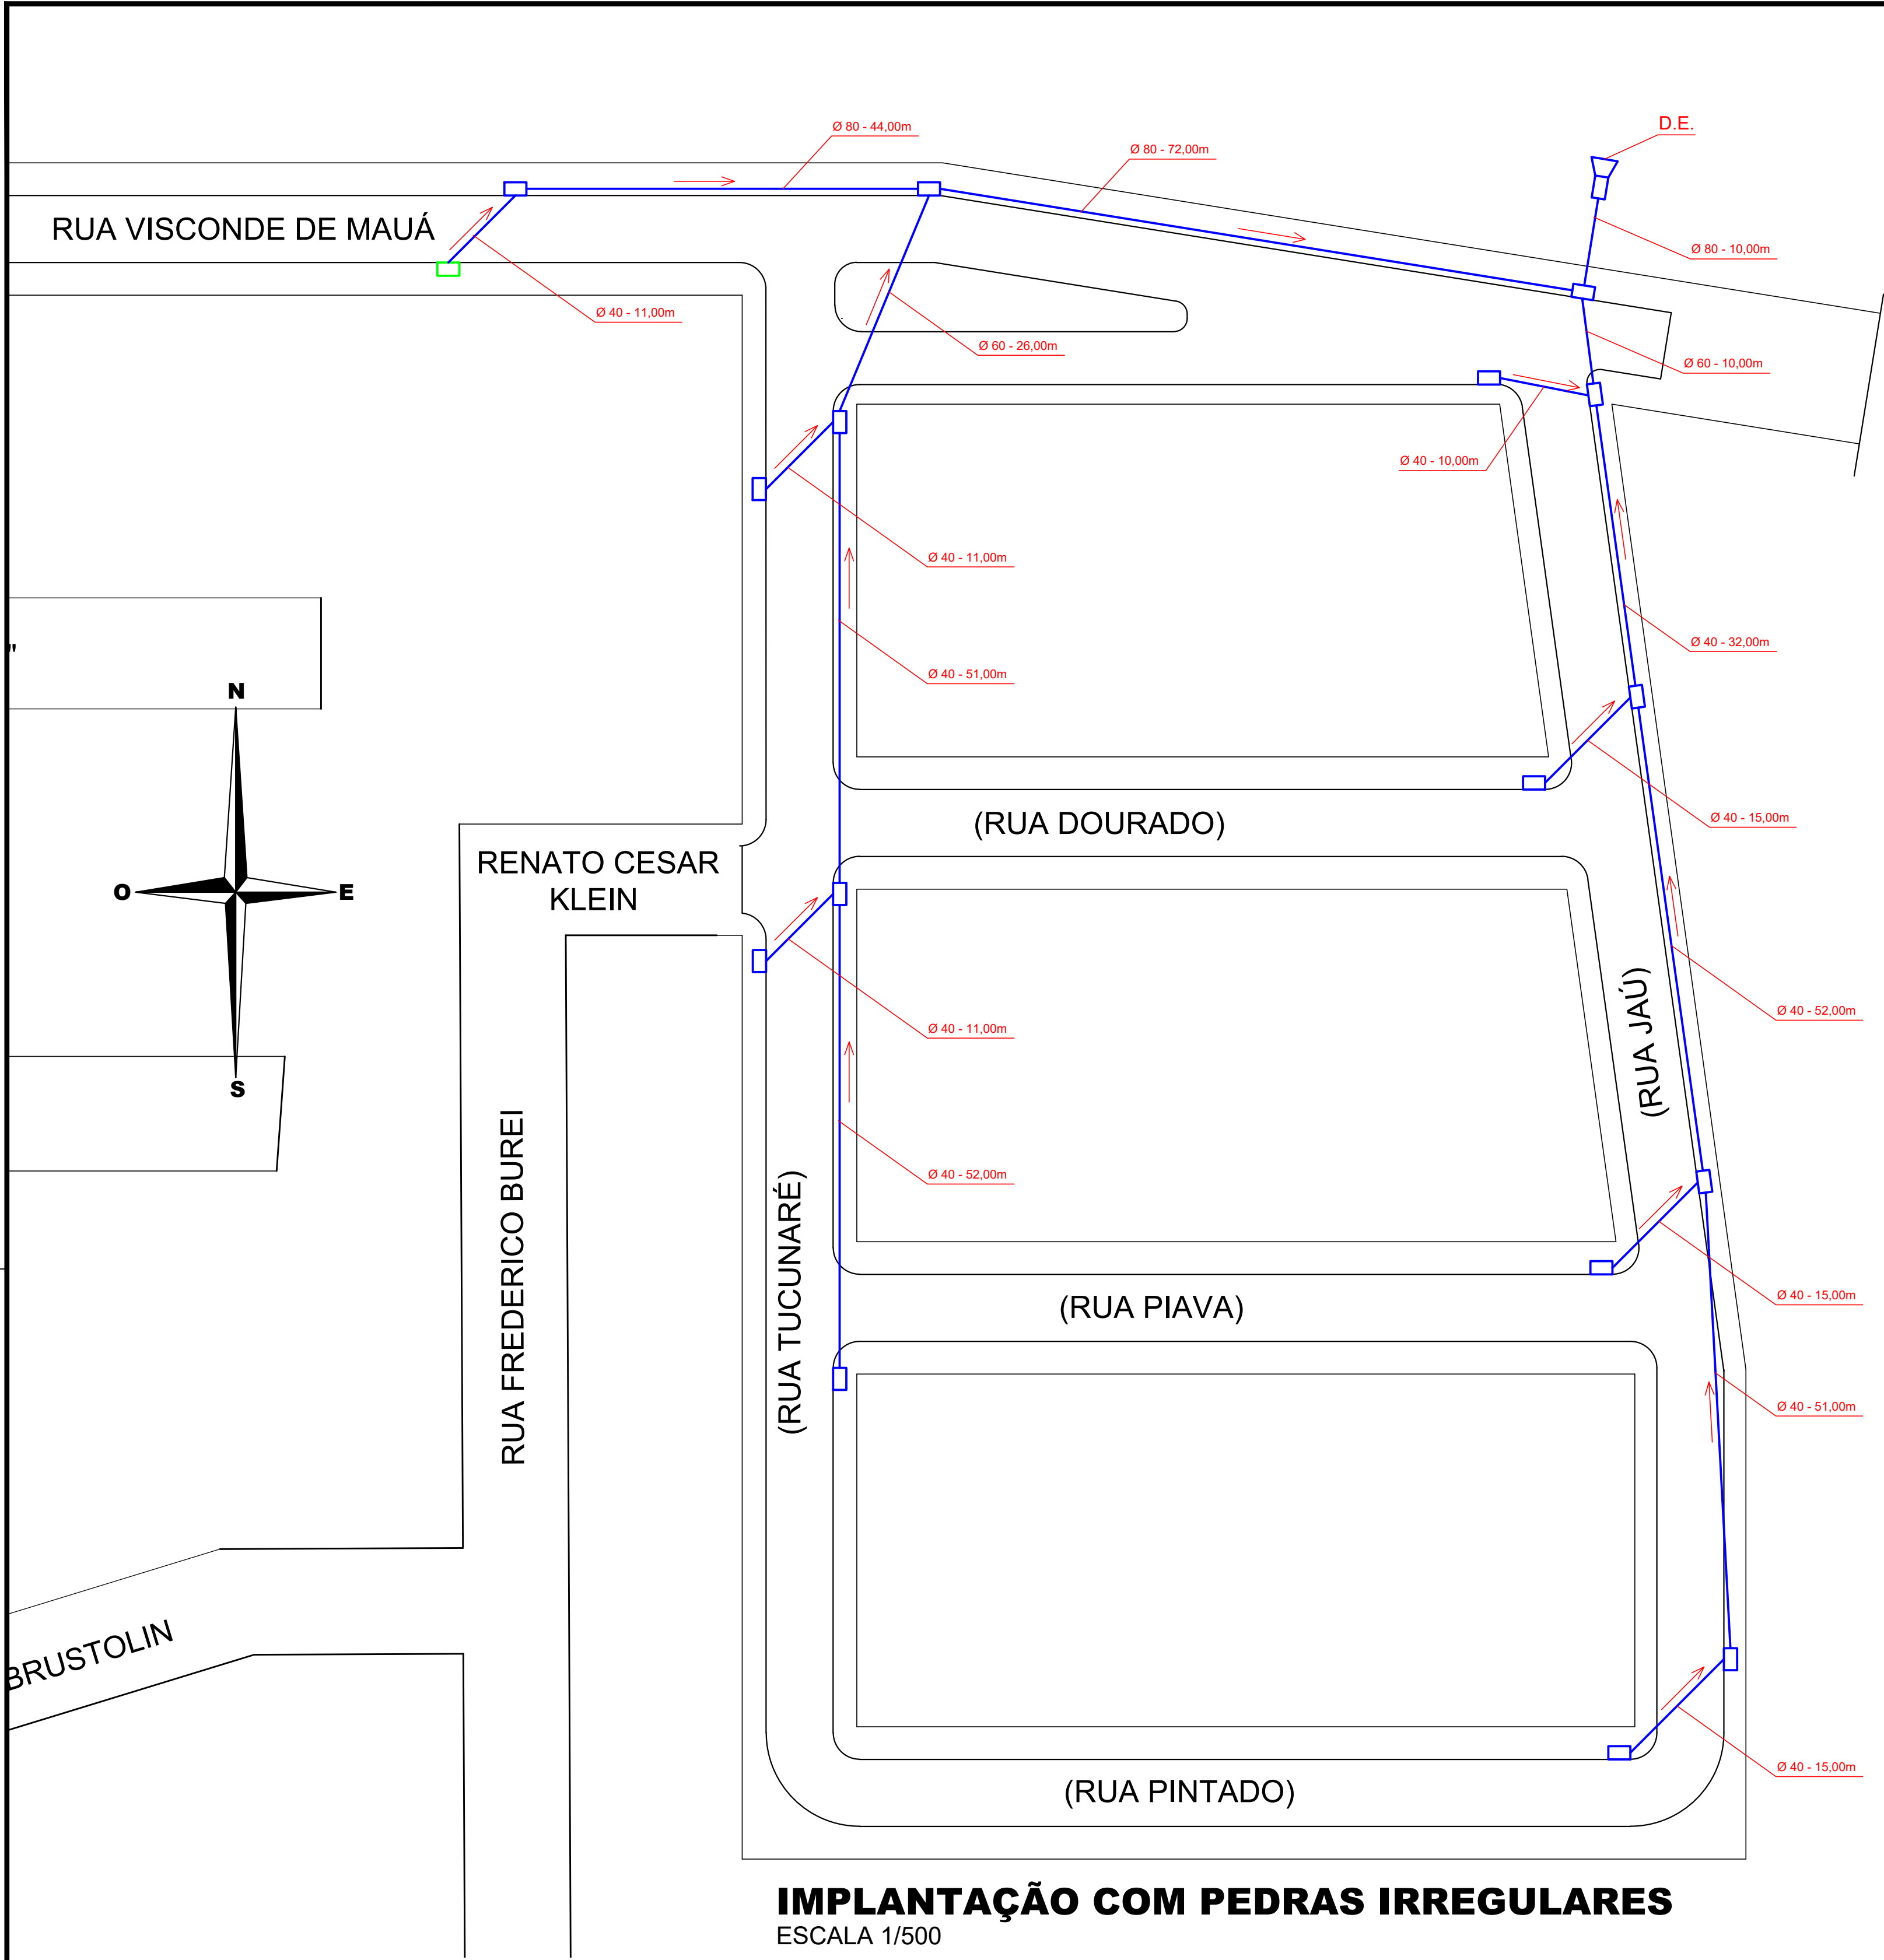 Ø 80 - 44,00m
D.E.
Ø 80 - 72,00m
RUA VISCONDE DE MAUÁ
Ø 80 - 10,00m
Ø 40 - 11,00m
Ø 60 - 26,00m
Ø 60 - 10,00m
Ø 40 - 10,00m
Ø 40 - 11,00m
"
Ø 40 - 32,00m
Ø 40 - 51,00m
N
Ø 40 - 15,00m
(RUA DOURADO)
RENATO CESAR
KLEIN
O
E
Ø 40 - 52,00m
Ø 40 - 11,00m
(RUA JAÚ)
S
Ø 40 - 52,00m
RUA FREDERICO BUREI
(RUA TUCUNARÉ)
Ø 40 - 15,00m
(RUA PIAVA)
Ø 40 - 51,00m
BRUSTOLIN
Ø 40 - 15,00m
(RUA PINTADO)
IMPLANTAÇÃO COM PEDRAS IRREGULARES
ESCALA 1/500